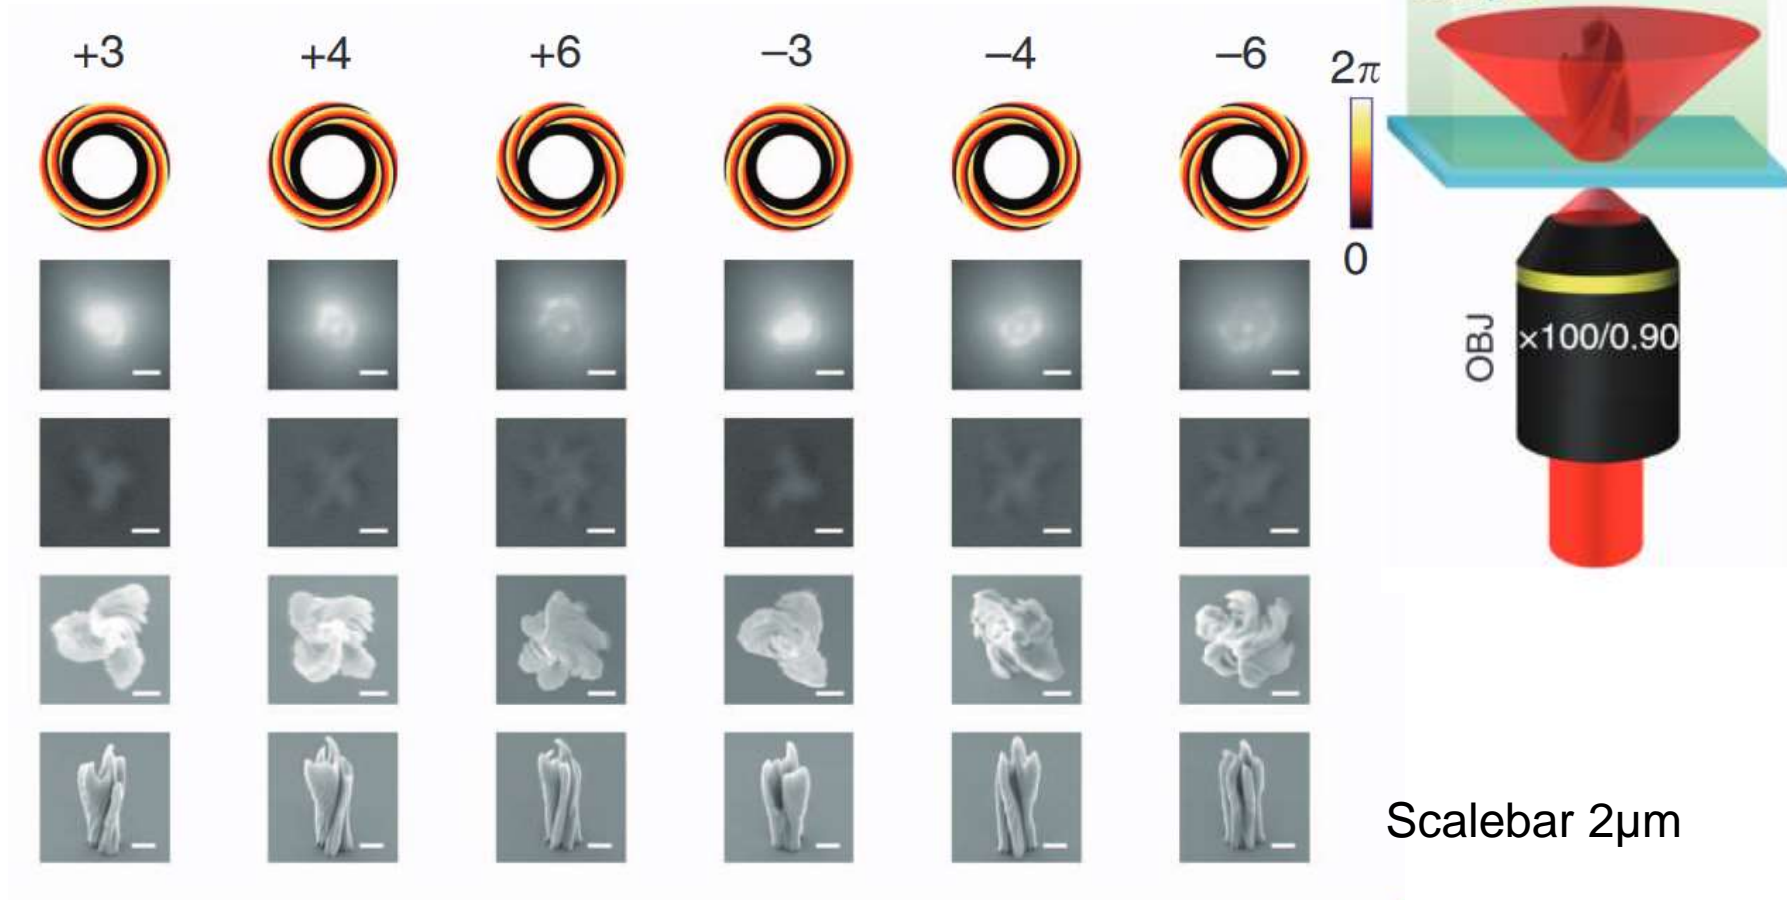 +3 +4 +6 –3 –4 –6
2π
0
OBJ
×100/0.90
Scalebar 2µm